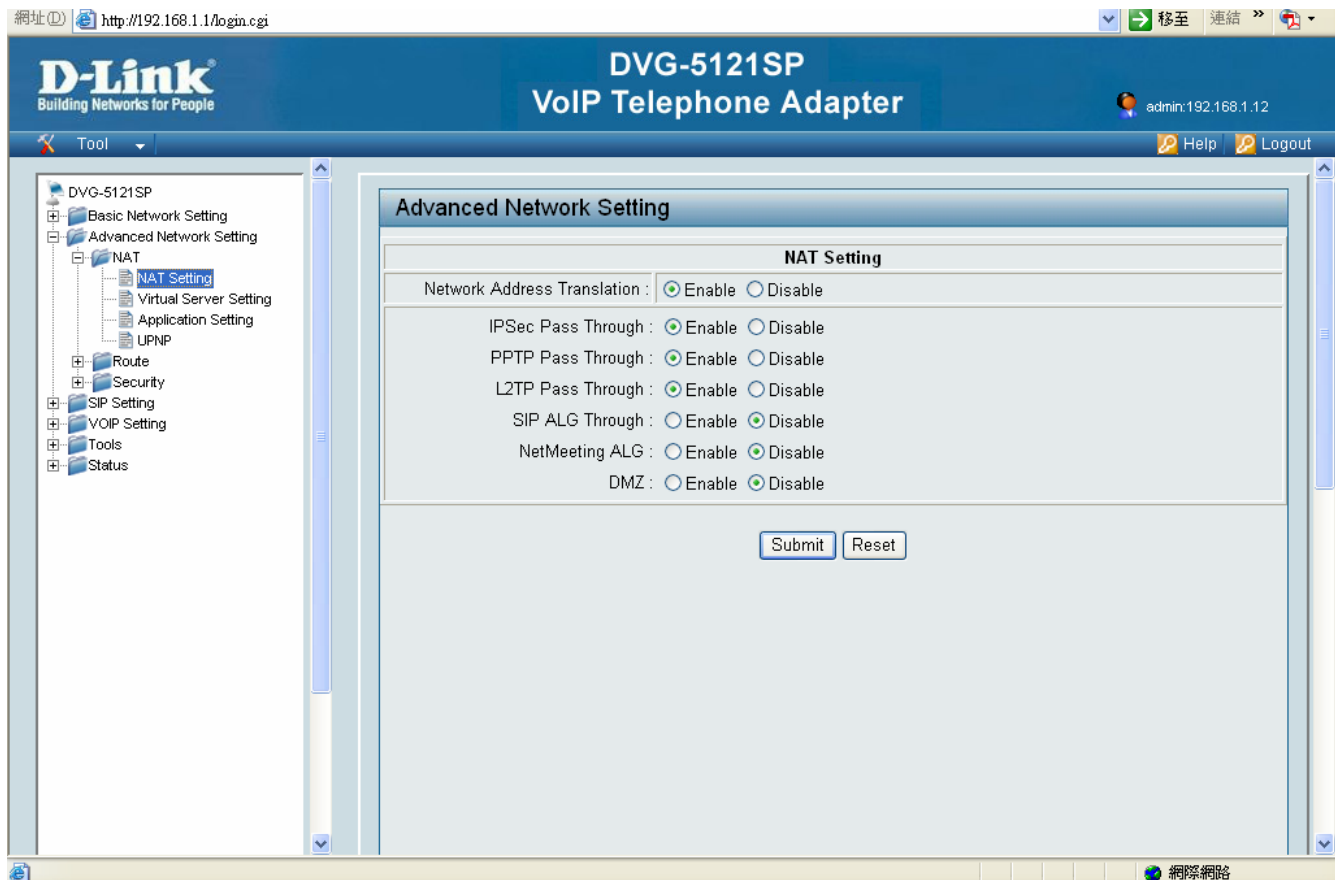 網址(D) http://192.168.1.1/login.cgi 移至 連結 »
D-Link®
Building Networks for People
DVG-5121SP
VoIP Telephone Adapter
admin:192.168.1.12
Tool
Help Logout
DVG-5121SP
Basic Network Setting
Advanced Network Setting
NAT
NAT Setting
Virtual Server Setting
Application Setting
UPNP
Route
Security
SIP Setting
VOIP Setting
Tools
Status
Advanced Network Setting
NAT Setting
Network Address Translation : Enable Disable
IPSec Pass Through : Enable Disable
PPTP Pass Through : Enable Disable
L2TP Pass Through : Enable Disable
SIP ALG Through : Enable Disable
NetMeeting ALG : Enable Disable
DMZ : Enable Disable
Submit Reset
網際網路